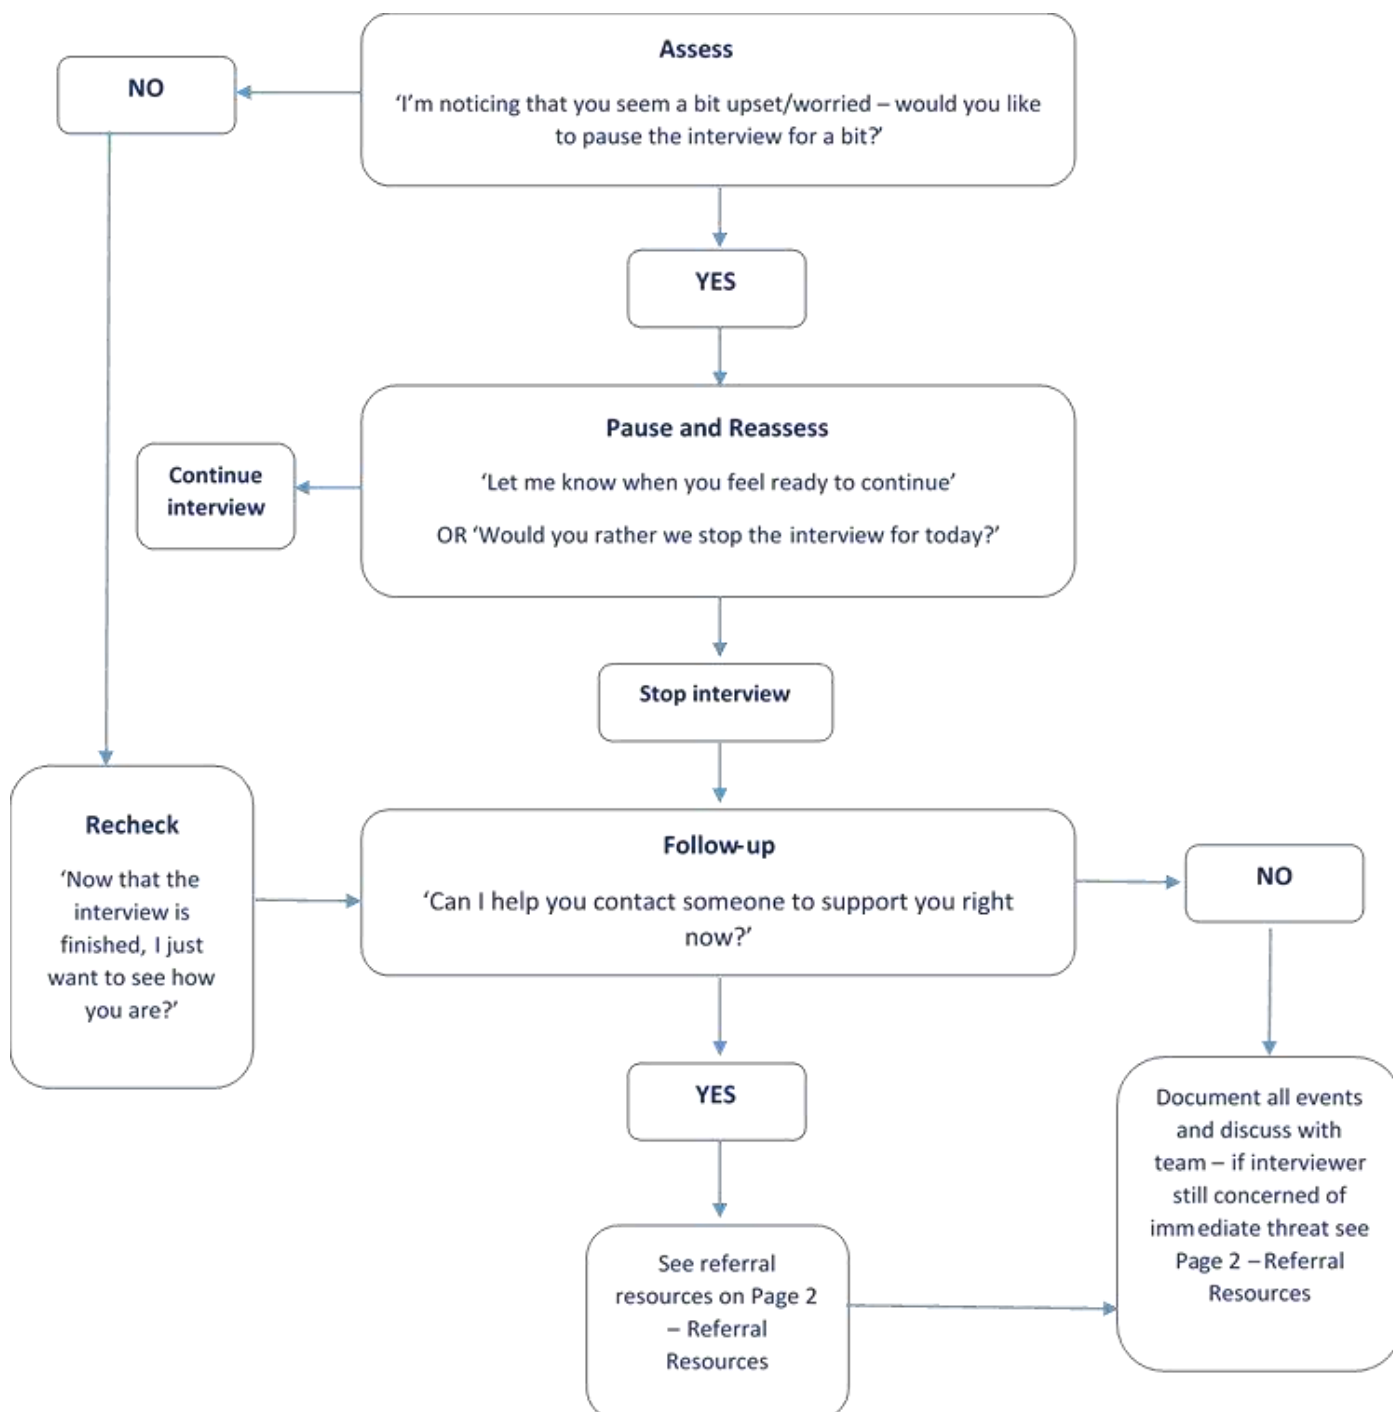 Assess
‘I’m noticing that you seem a bit upset/worried – would you like
to pause the interview for a bit?’
NO
YES
Pause and Reassess
‘Let me know when you feel ready to continue’
OR ‘Would you rather we stop the interview for today?’
Continue
interview
Stop interview
Recheck
‘Now that the
interview is
finished, I just
want to see how
you are?’
Follow-up
‘Can I help you contact someone to support you right
now?’
NO
YES
Document all events
and discuss with
team – if interviewer
still concerned of
immediate threat see
Page 2 – Referral
Resources
See referral
resources on Page 2
– Referral
Resources